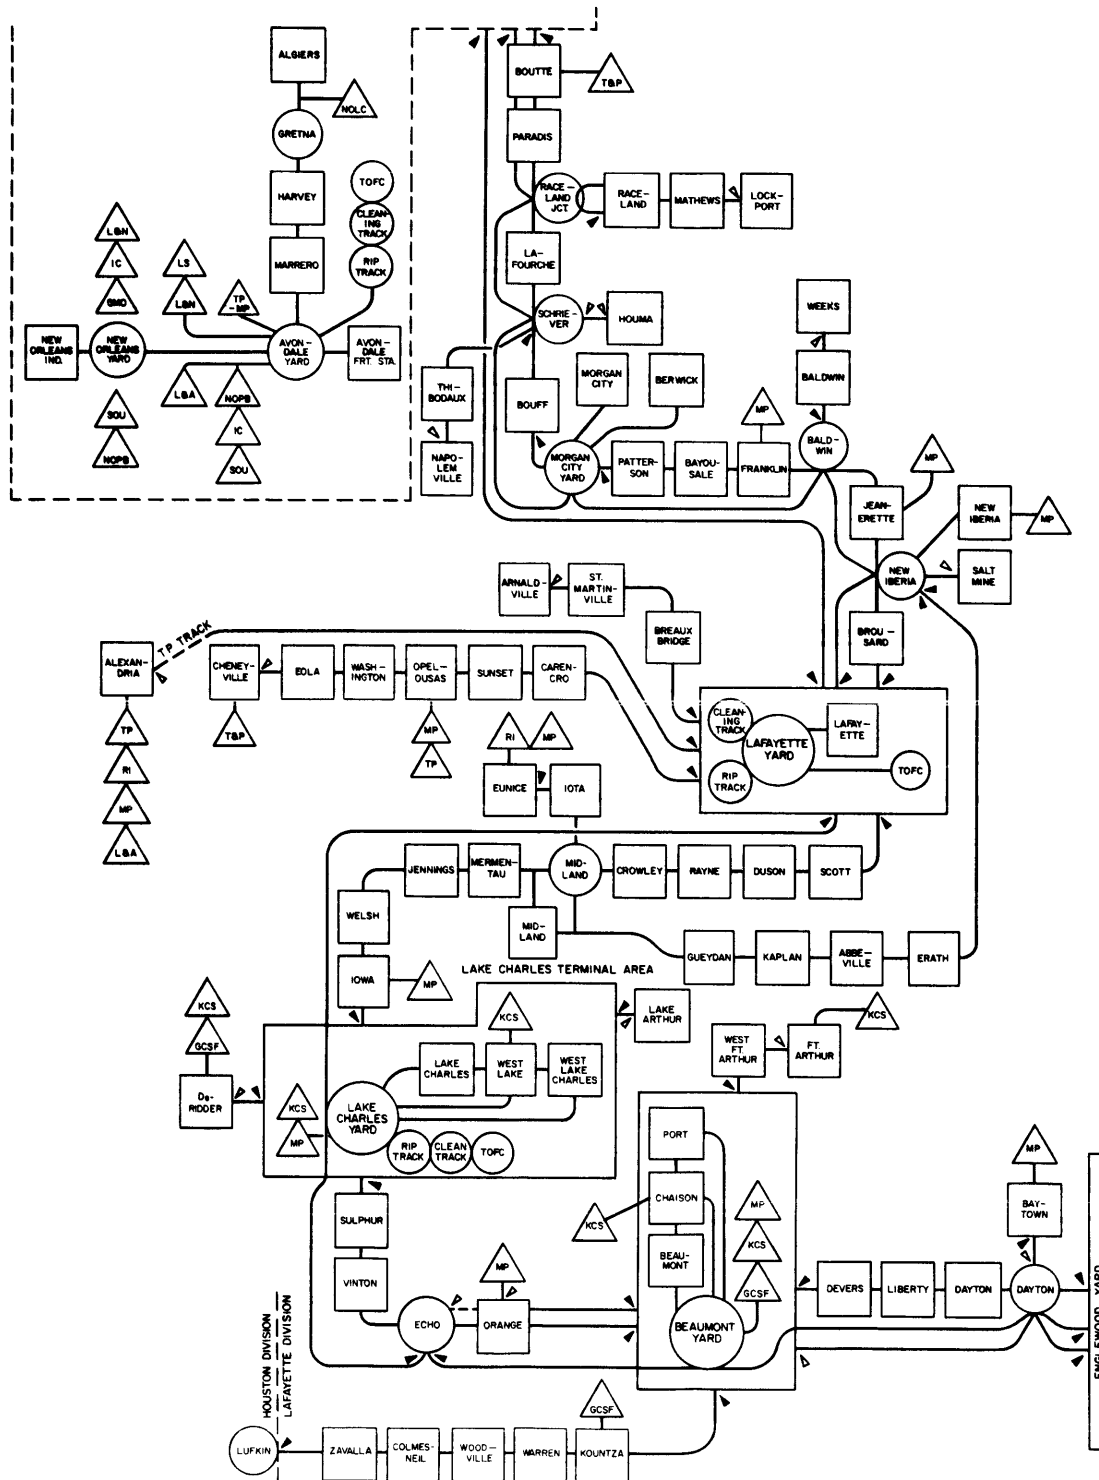 ALGIERS
NOLC
GRETNA
HARVEY
MARRERO
TOFC
CLEAN-
ING
TRACK
RIP
TRACK
L&N
IC
GMO
LS
L&N
TP
-MP
NEW
ORLEANS
IND.
NEW
ORLEANS
YARD
AVON-
DALE
YARD
AVON-
DALE
FRT. STA.
L&A
NOPB
IC
SOU
SOU
NOPB
BOUTTE
T&P
PARADIS
RACE-
LAND
JCT.
RACE-
LAND
MATHEWS
LOCK-
PORT
LA-
FOURCHE
SCHRIE-
VER
HOUMA
THI-
BODAUX
NAPO-
LEM
VILLE
BOUFF
MORGAN
CITY
BERWICK
MORGAN
CITY
YARD
PATTER-
SON
BAYOU-
SALE
FRANKLIN
MP
WEEKS
BALDWIN
BALD-
WIN
MP
JEAN-
ERETTE
NEW
IBERIA
MP
NEW
IBERIA
SALT
MINE
BROU-
SARD
ARNALD-
VILLE
ST.
MARTIN-
VILLE
BREAUX
BRIDGE
TP TRACK
ALEXAN-
DRIA
TP
RI
MP
L&A
CHENEY-
VILLE
T&P
EOLA
WASH-
INGTON
OPEL-
OUSAS
MP
TP
SUNSET
CAREN-
CRO
CLEAN-
ING
TRACK
LAFAYETTE
YARD
LAFAY-
ETTE
RIP
TRACK
TOFC
RI
MP
EUNICE
IOTA
JENNINGS
MERMEN-
TAU
MID-
LAND
CROWLEY
RAYNE
DUSON
SCOTT
WELSH
MID-
LAND
GUEYDAN
KAPLAN
ABBE-
VILLE
ERATH
IOWA
MP
LAKE CHARLES TERMINAL AREA
LAKE
ARTHUR
KCS
GCSF
De-
RIDDER
KCS
LAKE
CHARLES
WEST
LAKE
WEST
LAKE
CHARLES
KCS
MP
LAKE
CHARLES
YARD
RIP
TRACK
CLEAN
TRACK
TOFC
WEST
FT.
ARTHUR
FT.
ARTHUR
KCS
PORT
CHAISON
KCS
BEAU-
MONT
MP
KCS
GCSF
BEAUMONT
YARD
SULPHUR
VINTON
ECHO
MP
ORANGE
MP
BAY-
TOWN
DEVERS
LIBERTY
DAYTON
DAYTON
ENGLEWOOD YARD
HOUSTON DIVISION
LAFAYETTE DIVISION
LUFKIN
ZAVALLA
COLMES-
NEIL
WOOD-
VILLE
WARREN
KOUNTZA
GCSF